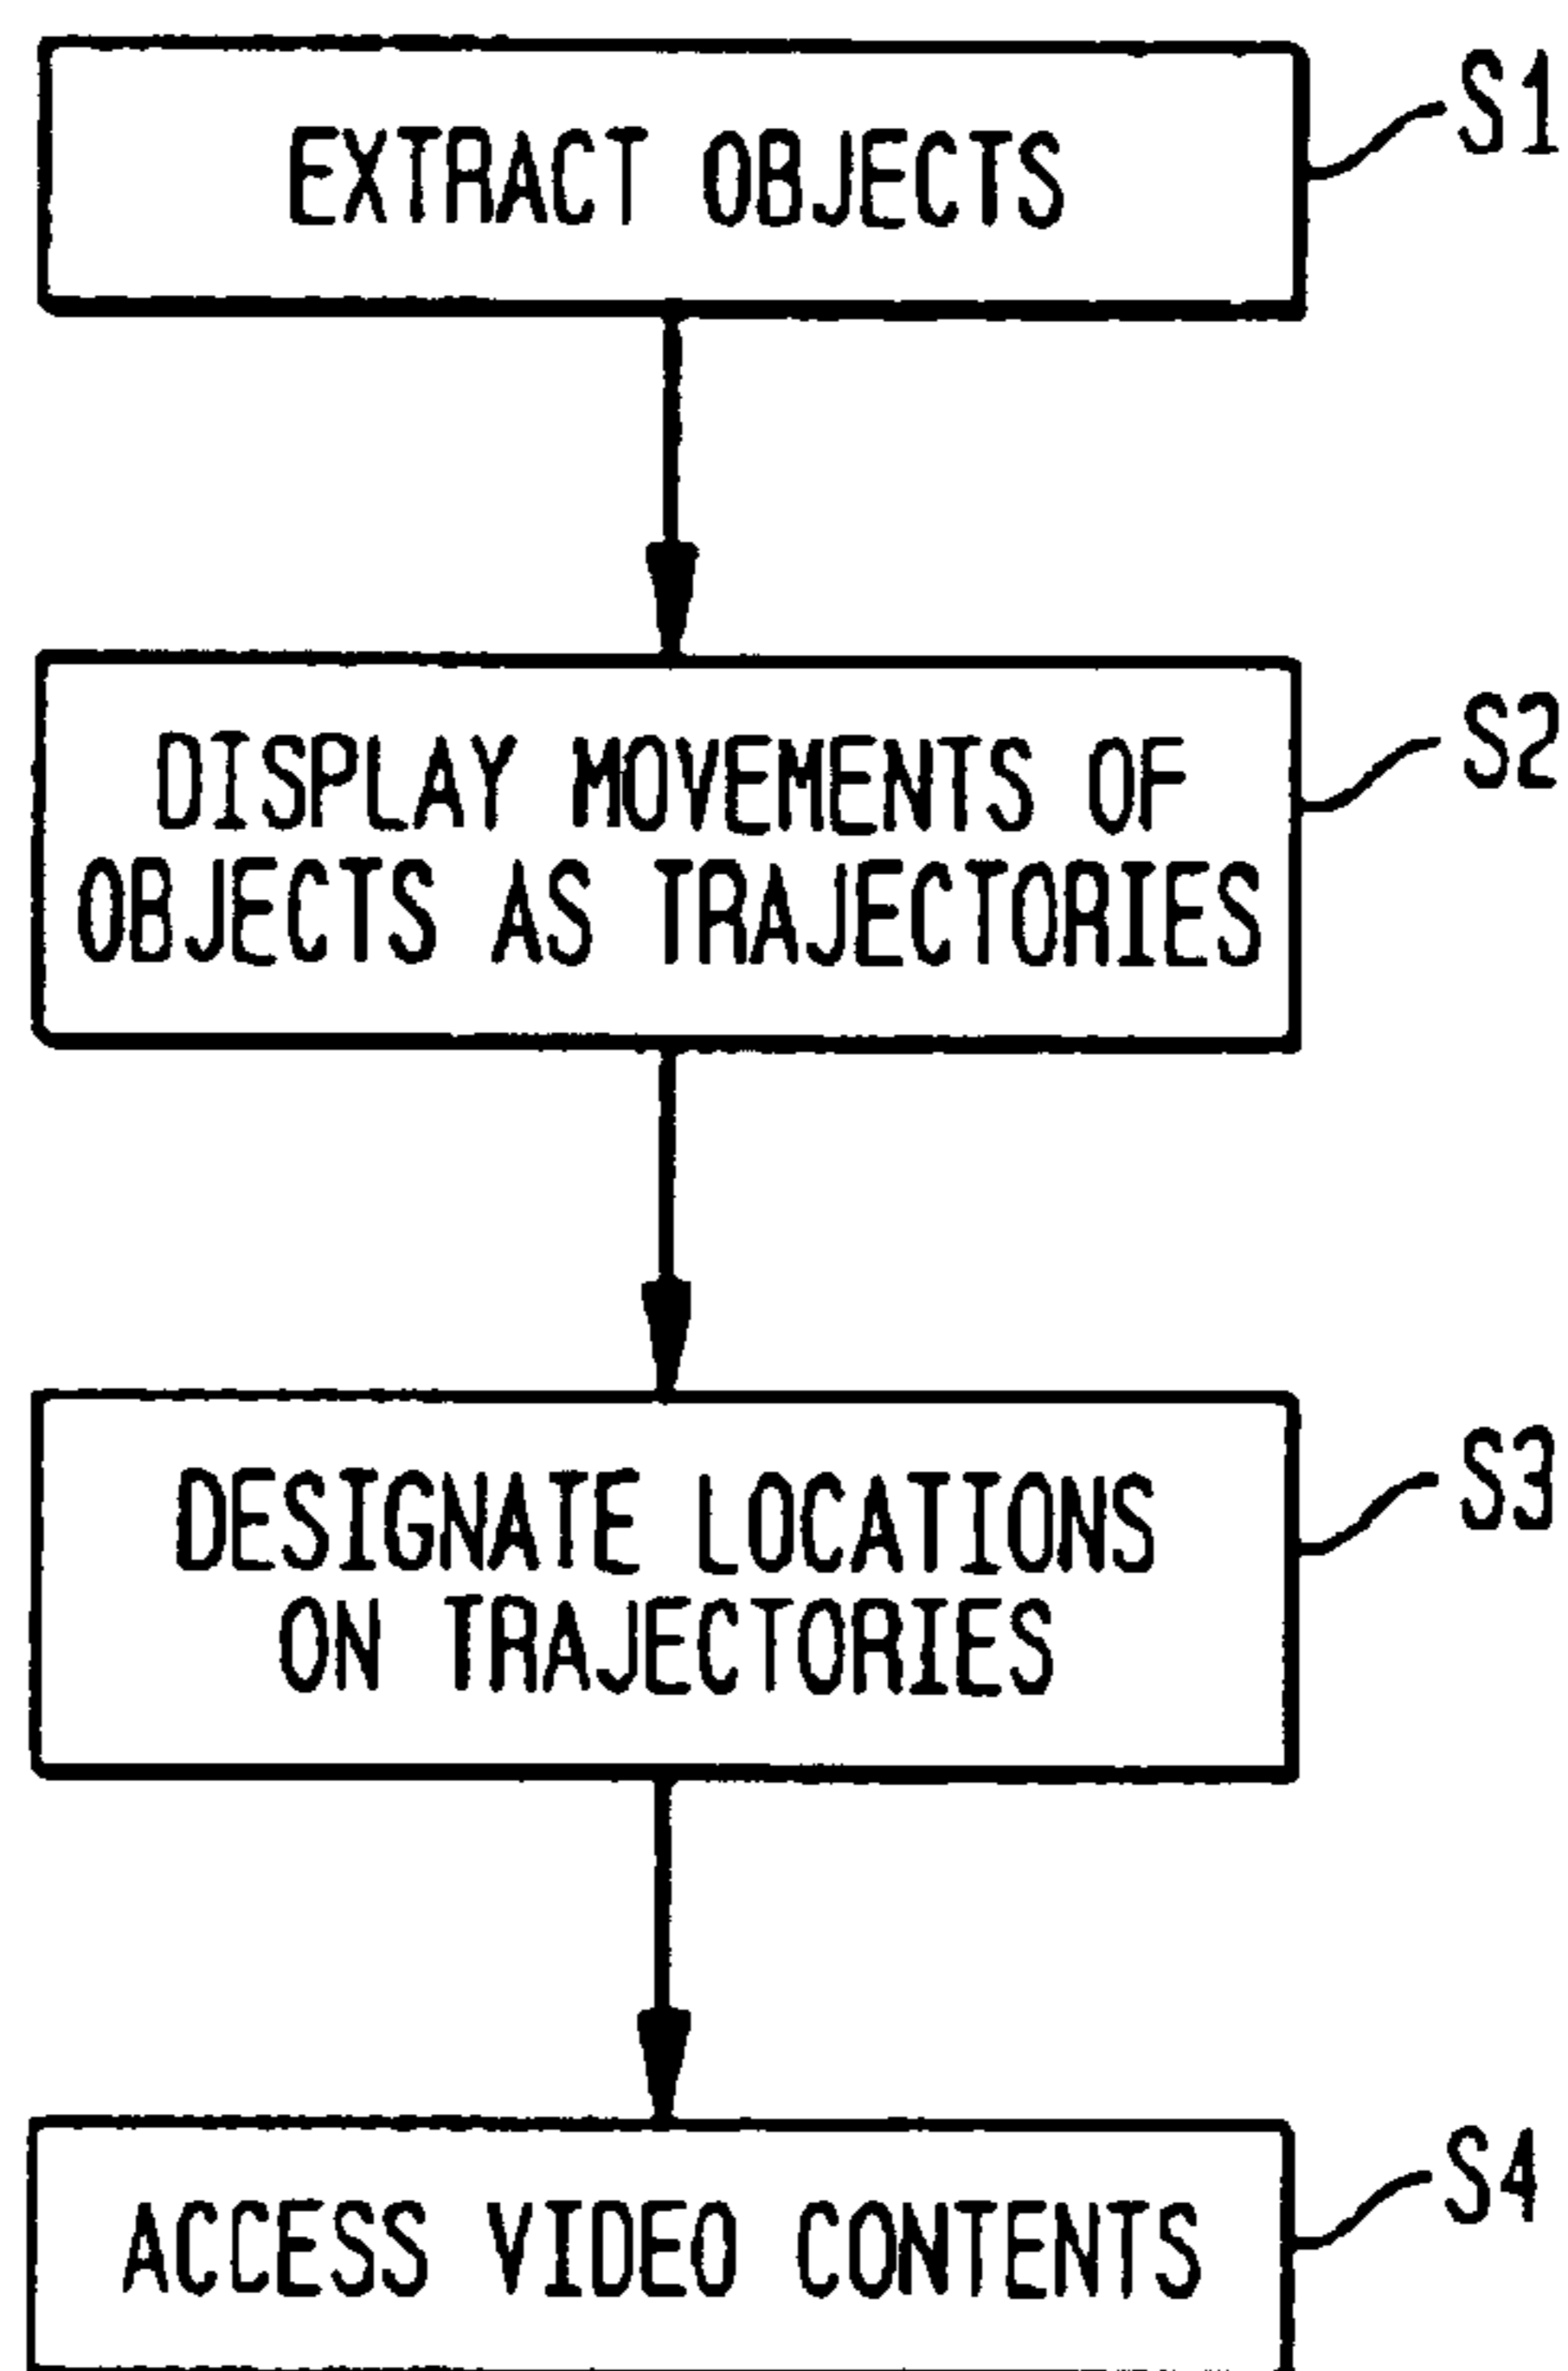 EXTRACT OBJECTS
S1
DISPLAY MOVEMENTS OF
OBJECTS AS TRAJECTORIES
S2
DESIGNATE LOCATIONS
ON TRAJECTORIES
S3
ACCESS VIDEO CONTENTS
S4